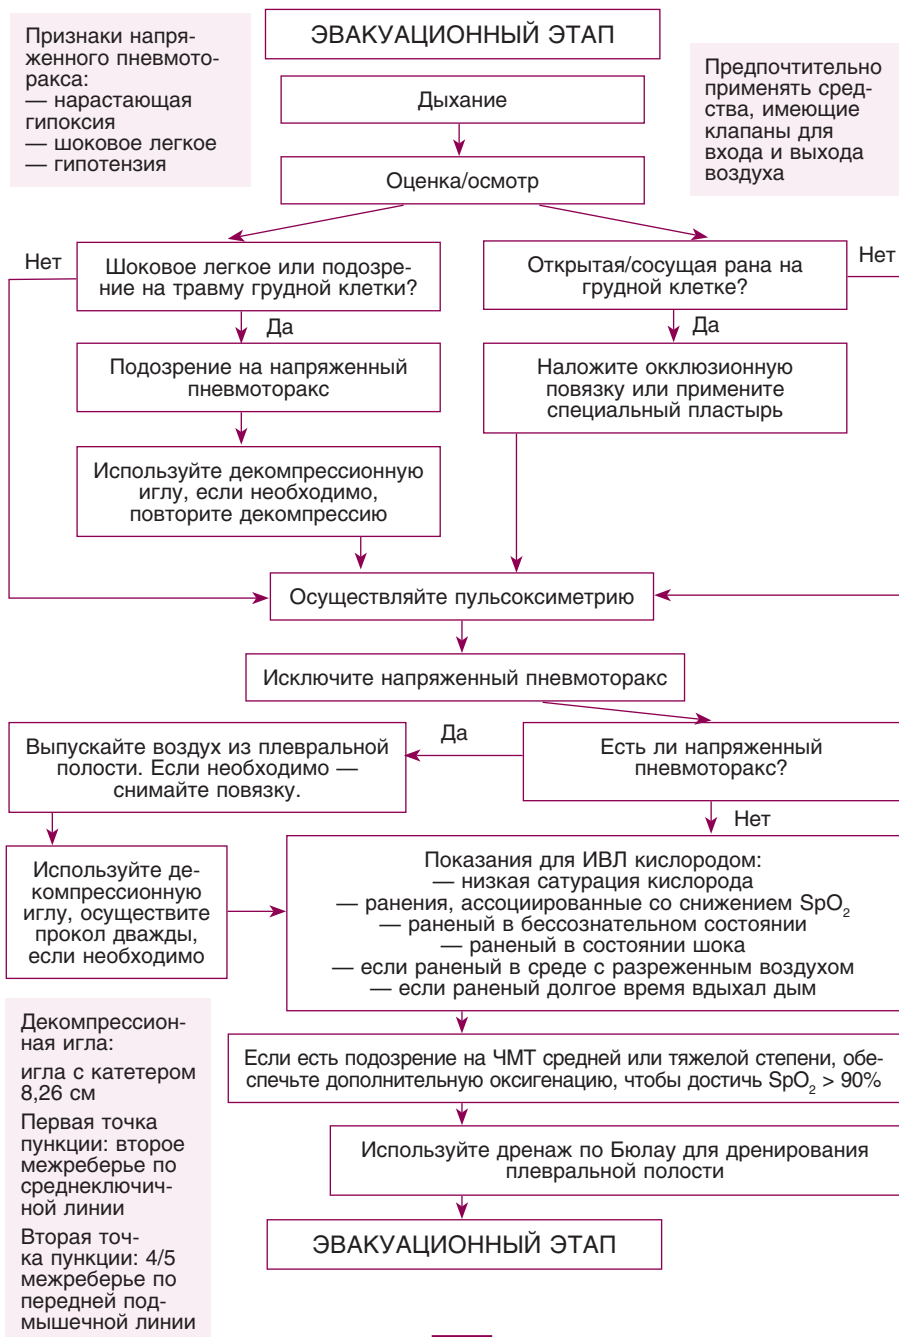 Признаки напря-
женного пневмото-
ракса:
— нарастающая
гипоксия
— шоковое легкое
— гипотензия
ЭВАКУАЦИОННЫЙ ЭТАП
Предпочтительно
применять сред-
ства, имеющие
клапаны для
входа и выхода
воздуха
Дыхание
Оценка/осмотр
Нет
Шоковое легкое или подозре-
ние на травму грудной клетки?
Открытая/сосущая рана на
грудной клетке?
Нет
Да
Да
Подозрение на напряженный
пневмоторакс
Наложите окклюзионную
повязку или примените
специальный пластырь
Используйте декомпрессионную
иглу, если необходимо,
повторите декомпрессию
Осуществляйте пульсоксиметрию
Исключите напряженный пневмоторакс
Выпускайте воздух из плевральной
полости. Если необходимо —
снимайте повязку.
Да
Есть ли напряженный
пневмоторакс?
Нет
Используйте де-
компрессионную
иглу, осуществите
прокол дважды,
если необходимо
Показания для ИВЛ кислородом:
— низкая сатурация кислорода
— ранения, ассоциированные со снижением SpO₂
— раненый в бессознательном состоянии
— раненый в состоянии шока
— если раненый в среде с разреженным воздухом
— если раненый долгое время вдыхал дым
Если есть подозрение на ЧМТ средней или тяжелой степени, обе-
спечьте дополнительную оксигенацию, чтобы достичь SpO₂ > 90%
Используйте дренаж по Бюлау для дренирования
плевральной полости
ЭВАКУАЦИОННЫЙ ЭТАП
Декомпрессион-
ная игла:
игла с катетером
8,26 см
Первая точка
пункции: второе
межреберье по
среднеключич-
ной линии
Вторая точ-
ка пункции: 4/5
межреберье по
передней под-
мышечной линии